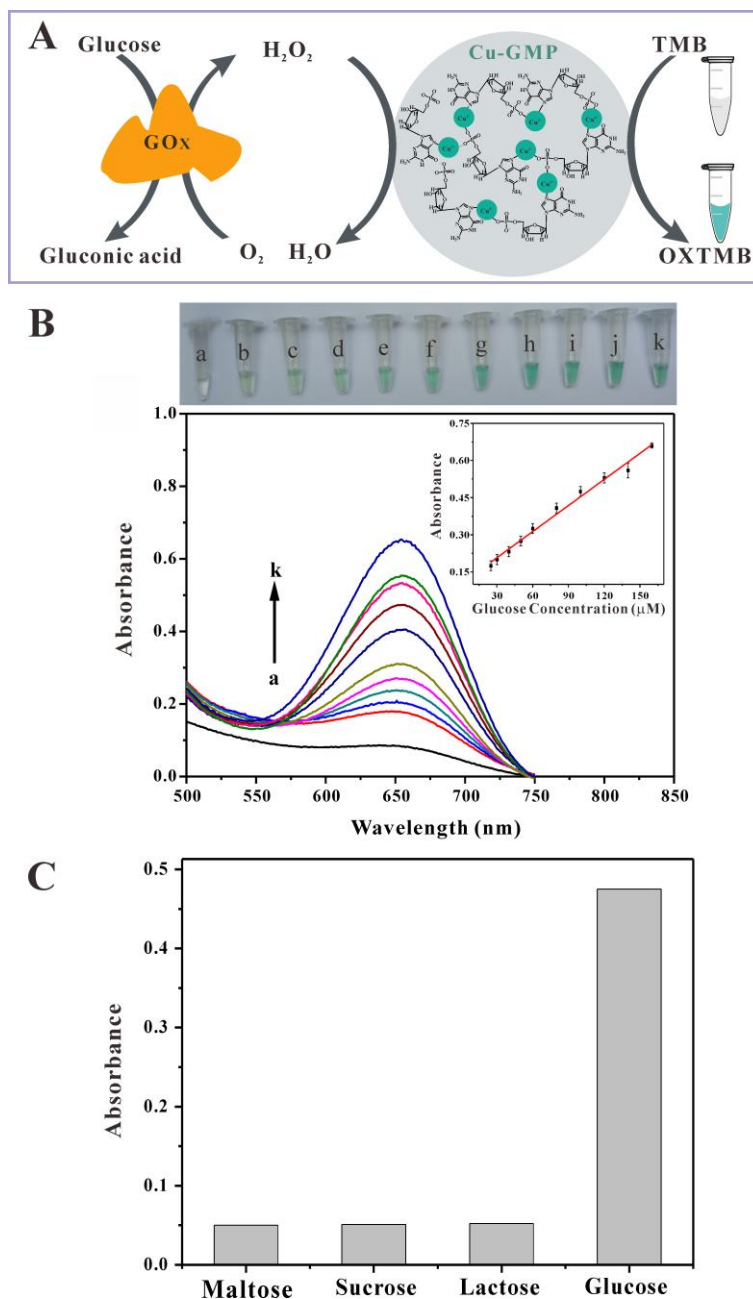 A
Glucose
H₂O₂
Cu-GMP
TMB
GOx
Gluconic acid
O₂ H₂O
OXTMB
B
a b c d e f g h i j k
Absorbance
1.0
0.8
0.6
0.4
0.2
0.0
k
a
500 550 600 650 700 750 800 850
Wavelength (nm)
Absorbance
0.75
0.60
0.45
0.30
0.15
30 60 90 120 150
Glucose Concentration (μM)
C
Absorbance
0.5
0.4
0.3
0.2
0.1
0.0
Maltose Sucrose Lactose Glucose